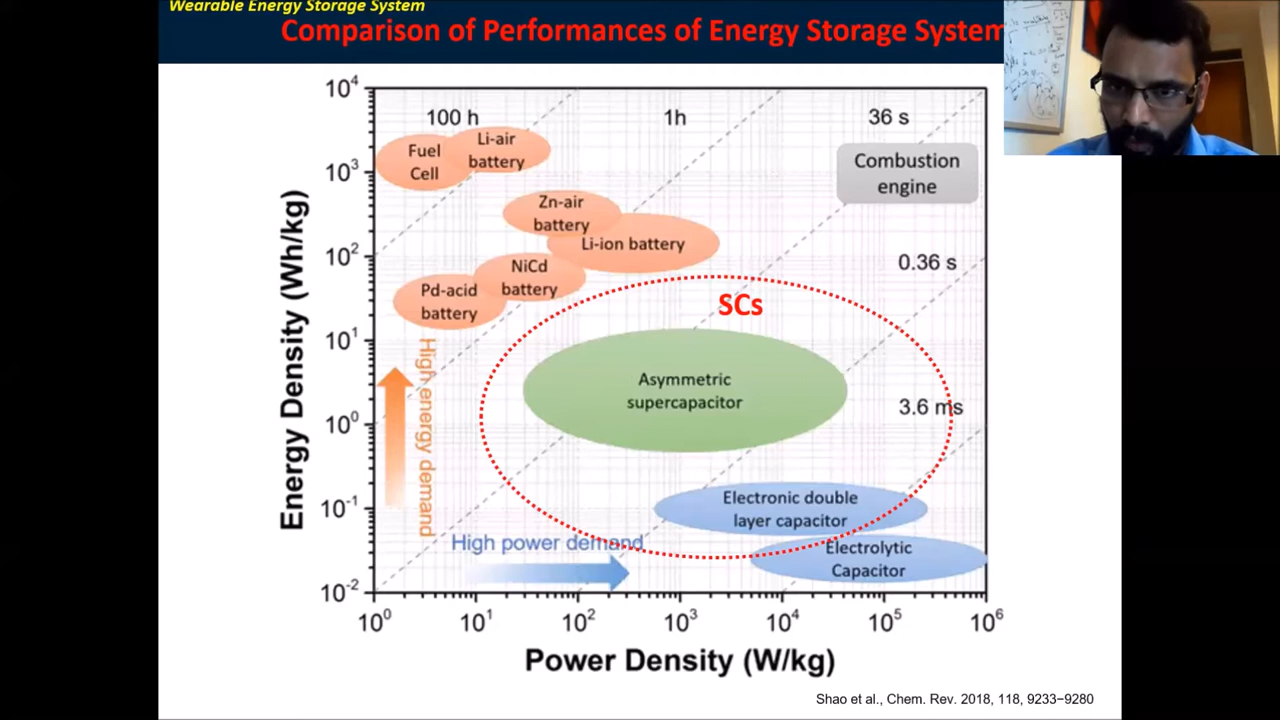 Wearable Energy Storage System
Comparison of Performances of Energy Storage System
10⁴
10³
10²
10¹
10⁰
10⁻¹
10⁻²
Energy Density (Wh/kg)
100 h
1h
36 s
0.36 s
3.6 ms
Fuel
Cell
Li-air
battery
Combustion
engine
Zn-air
battery
Li-ion battery
NiCd
battery
Pd-acid
battery
SCs
Asymmetric
supercapacitor
High energy demand
Electronic double
layer capacitor
High power demand
Electrolytic
Capacitor
10⁰
10¹
10²
10³
10⁴
10⁵
10⁶
Power Density (W/kg)
Shao et al., Chem. Rev. 2018, 118, 9233−9280